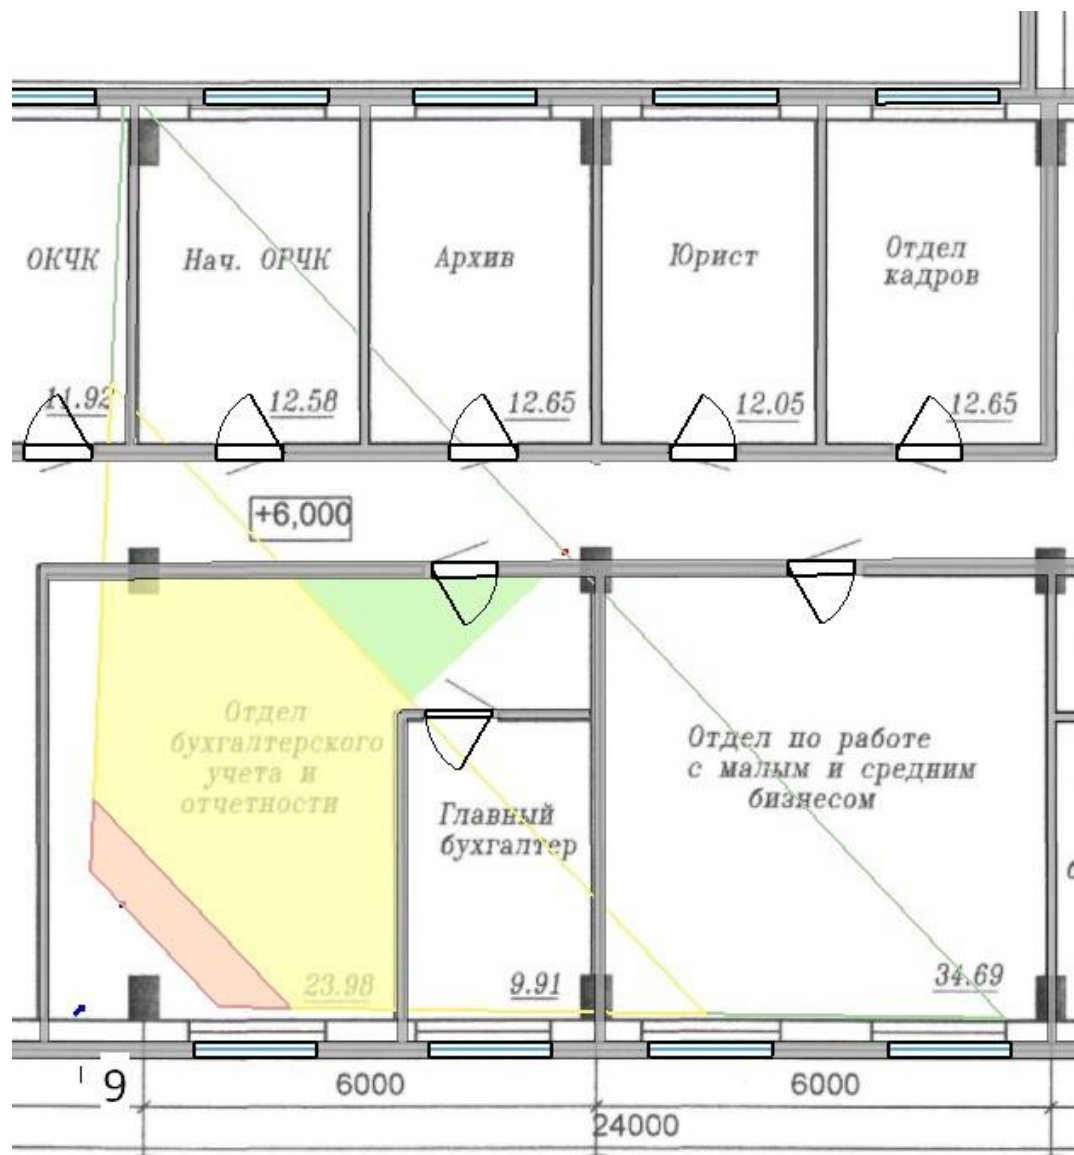 ОКЧК
Нач. ОРЧК
Архив
Юрист
Отдел
кадров
11.92
12.58
12.65
12.05
12.65
+6,000
Отдел
бухгалтерского
учета и
отчетности
Отдел по работе
с малым и средним
бизнесом
Главный
бухгалтер
23.98
9.91
34.69
9
6000
6000
24000